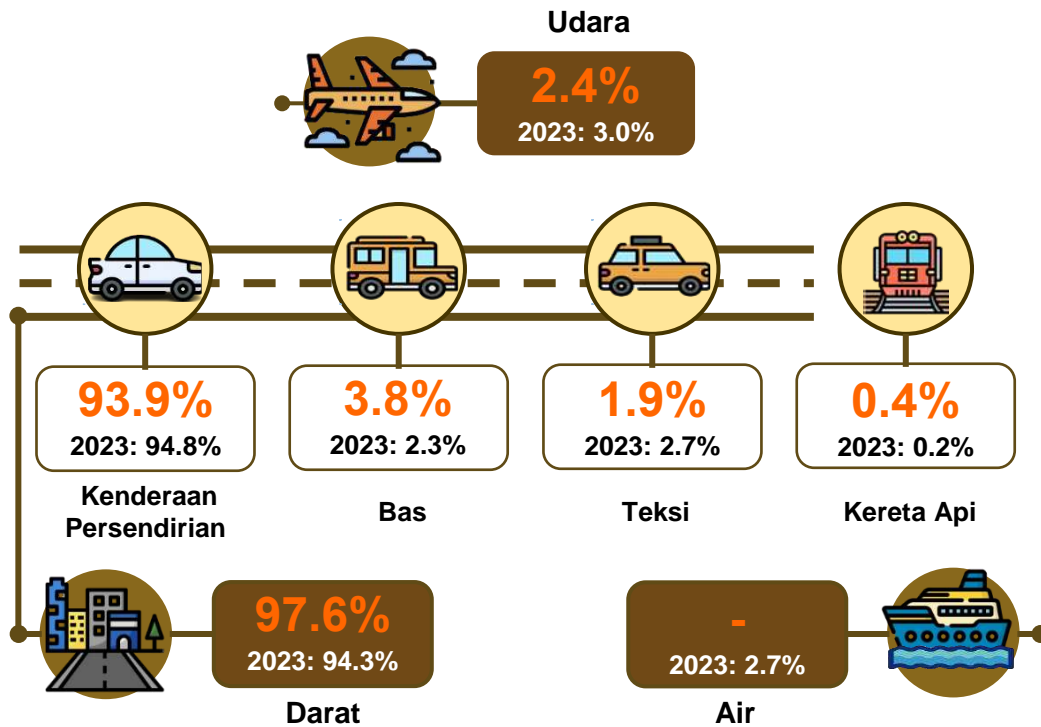 Udara
2.4%
2023: 3.0%
93.9%
2023: 94.8%
Kenderaan
Persendirian
3.8%
2023: 2.3%
Bas
1.9%
2023: 2.7%
Teksi
0.4%
2023: 0.2%
Kereta Api
97.6%
2023: 94.3%
Darat
-
2023: 2.7%
Air